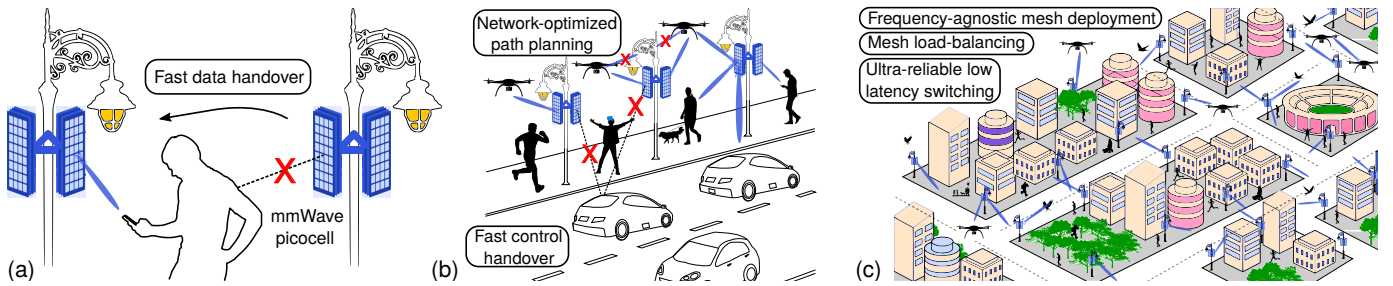 Fast data handover
X
mmWave
picocell
(a)
Network-optimized
path planning
X
X
X
X
Fast control
handover
(b)
Frequency-agnostic mesh deployment
Mesh load-balancing
Ultra-reliable low
latency switching
(c)